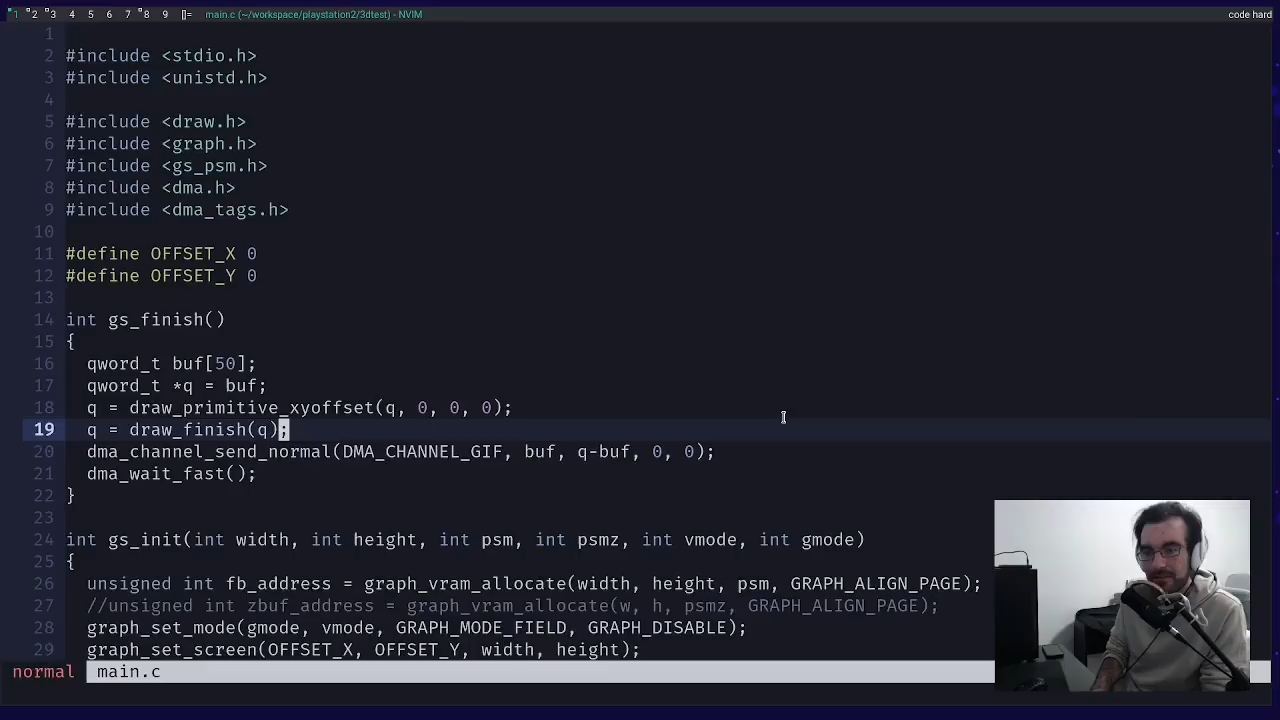 1 2 3 4 5 6 7 8 9 []= main.c (~/workspace/playstation2/3dtest) - NVIM code hard
1
2 #include <stdio.h>
3 #include <unistd.h>
4
5 #include <draw.h>
6 #include <graph.h>
7 #include <gs_psm.h>
8 #include <dma.h>
9 #include <dma_tags.h>
10
11 #define OFFSET_X 0
12 #define OFFSET_Y 0
13
14 int gs_finish()
15 {
16 qword_t buf[50];
17 qword_t *q = buf;
18 q = draw_primitive_xyoffset(q, 0, 0, 0);
19 q = draw_finish(q);
20 dma_channel_send_normal(DMA_CHANNEL_GIF, buf, q-buf, 0, 0);
21 dma_wait_fast();
22 }
23
24 int gs_init(int width, int height, int psm, int psmz, int vmode, int gmode)
25 {
26 unsigned int fb_address = graph_vram_allocate(width, height, psm, GRAPH_ALIGN_PAGE);
27 //unsigned int zbuf_address = graph_vram_allocate(w, h, psmz, GRAPH_ALIGN_PAGE);
28 graph_set_mode(gmode, vmode, GRAPH_MODE_FIELD, GRAPH_DISABLE);
29 graph_set_screen(OFFSET_X, OFFSET_Y, width, height);
normal main.c